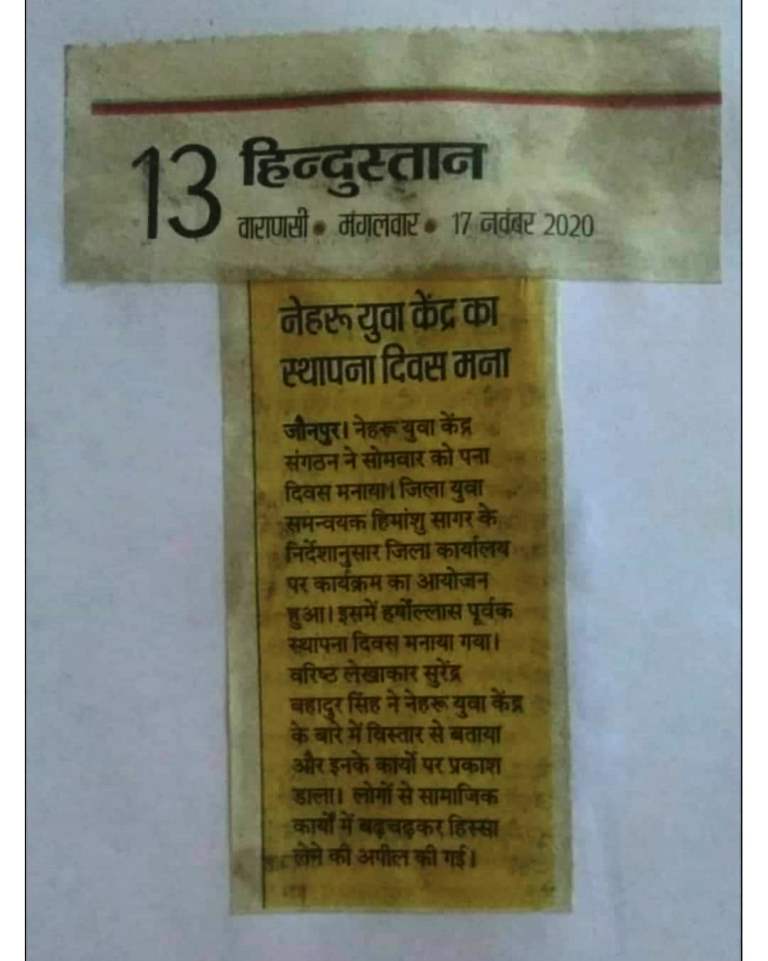 13 हिन्दुस्तान
वाराणसी • मंगलवार • 17 नवंबर 2020
नेहरू युवा केंद्र का
स्थापना दिवस मना
जौनपुर। नेहरू युवा केंद्र
संगठन ने सोमवार को पना
दिवस मनाया। जिला युवा
समन्वयक हिमांशु सागर के
निर्देशानुसार जिला कार्यालय
पर कार्यक्रम का आयोजन
हुआ। इसमें हर्षोल्लास पूर्वक
स्थापना दिवस मनाया गया।
वरिष्ठ लेखाकार सुरेंद्र
बहादुर सिंह ने नेहरू युवा केंद्र
के बारे में विस्तार से बताया
और इनके कार्यो पर प्रकाश
डाला। लोगों से सामाजिक
कार्यों में बढ़चढ़कर हिस्सा
लेने की अपील की गई।